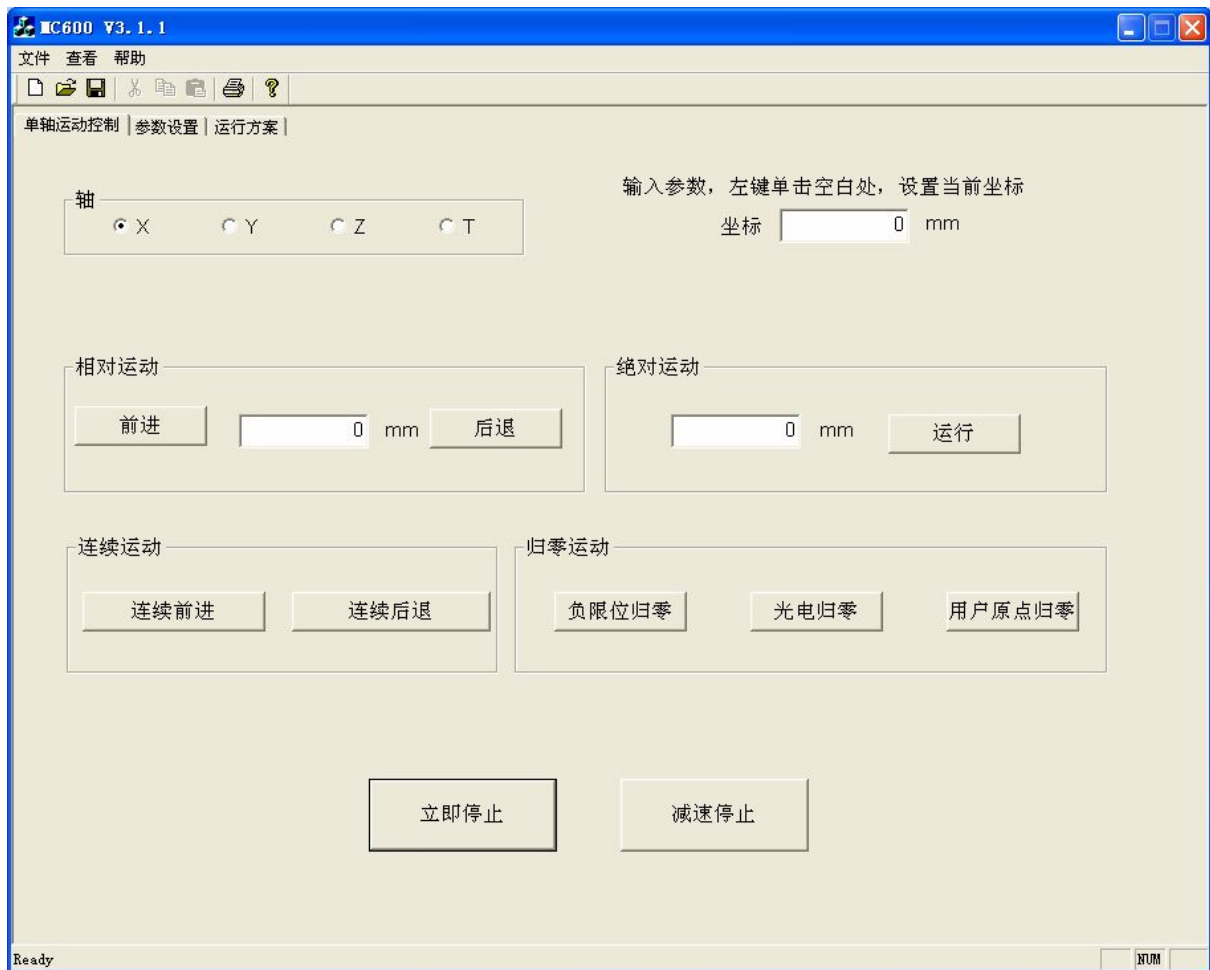 MC600 V3.1.1
文件 查看 帮助
单轴运动控制 参数设置 运行方案
轴
X Y Z T
输入参数，左键单击空白处，设置当前坐标
坐标 0 mm
相对运动
前进 0 mm 后退
绝对运动
0 mm 运行
连续运动
连续前进 连续后退
归零运动
负限位归零 光电归零 用户原点归零
立即停止 减速停止
Ready NUM